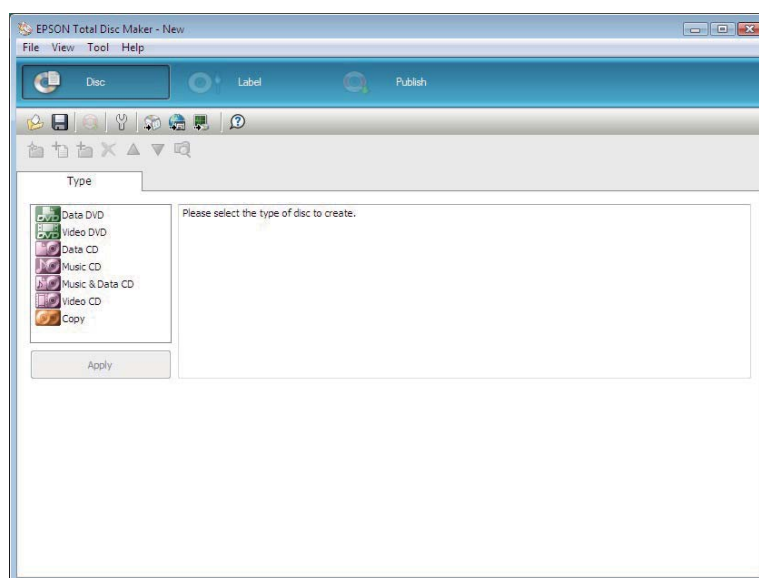 EPSON Total Disc Maker - New
File View Tool Help
Disc Label Publish
Type
Data DVD
Video DVD
Data CD
Music CD
Music & Data CD
Video CD
Copy
Please select the type of disc to create.
Apply